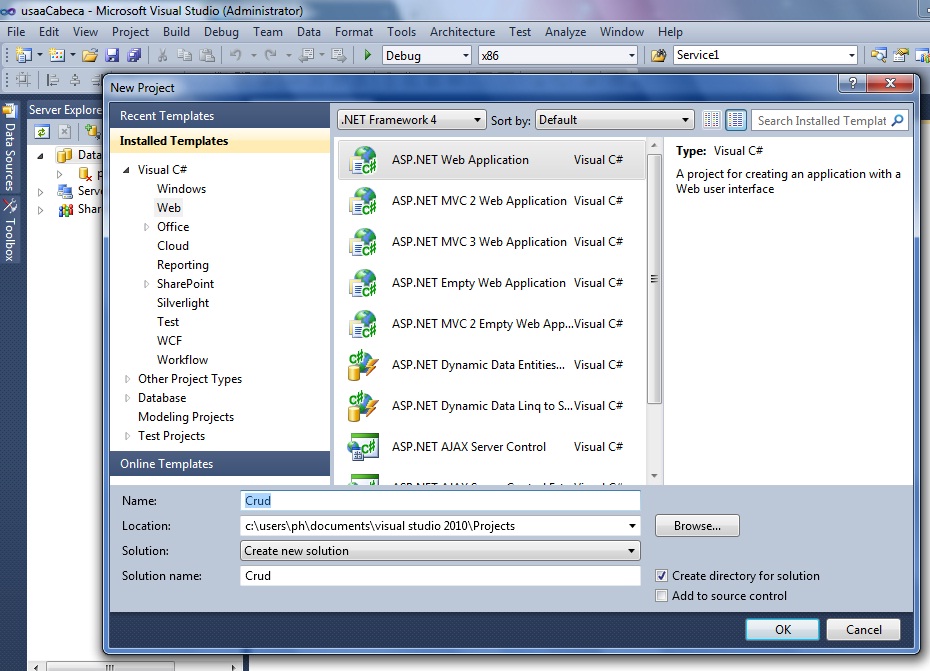 usaaCabeca - Microsoft Visual Studio (Administrator)
File Edit View Project Build Debug Team Data Format Tools Architecture Test Analyze Window Help
Debug x86 Service1
New Project
Server Explore
Data Sources
Toolbox
Data
Serve
Shar
Recent Templates
Installed Templates
Visual C#
Windows
Web
Office
Cloud
Reporting
SharePoint
Silverlight
Test
WCF
Workflow
Other Project Types
Database
Modeling Projects
Test Projects
Online Templates
.NET Framework 4 Sort by: Default Search Installed Templat
ASP.NET Web Application Visual C#
ASP.NET MVC 2 Web Application Visual C#
ASP.NET MVC 3 Web Application Visual C#
ASP.NET Empty Web Application Visual C#
ASP.NET MVC 2 Empty Web App... Visual C#
ASP.NET Dynamic Data Entities... Visual C#
ASP.NET Dynamic Data Linq to S... Visual C#
ASP.NET AJAX Server Control Visual C#
Type: Visual C#
A project for creating an application with a
Web user interface
Name: Crud
Location: c:\users\ph\documents\visual studio 2010\Projects Browse...
Solution: Create new solution
Solution name: Crud
Create directory for solution
Add to source control
OK Cancel